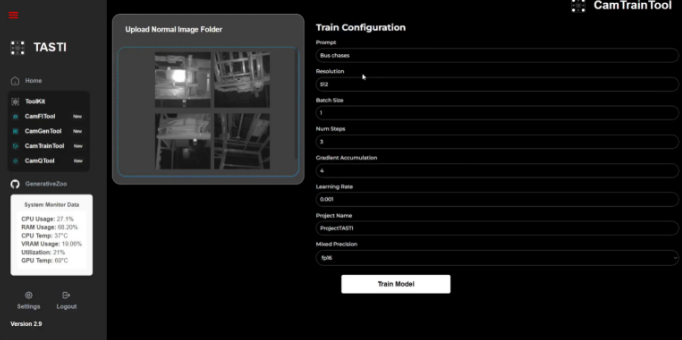 TASTI
Home
ToolKit
CamFITool New
CamGenTool New
CamTrainTool New
CamQTool New
GenerativeZoo
System Monitor Data
CPU Usage: 27.1%
RAM Usage: 68.20%
CPU Temp: 37°C
VRAM Usage: 19.06%
Utilization: 21%
GPU Temp: 68°C
Settings
Logout
Version 2.9
Upload Normal Image Folder
CamTrainTool
Train Configuration
Prompt
Bus chases
Resolution
512
Batch Size
1
Num Steps
5
Gradient Accumulation
4
Learning Rate
0.001
Project Name
ProjectTASTI
Mixed Precision
fp16
Train Model